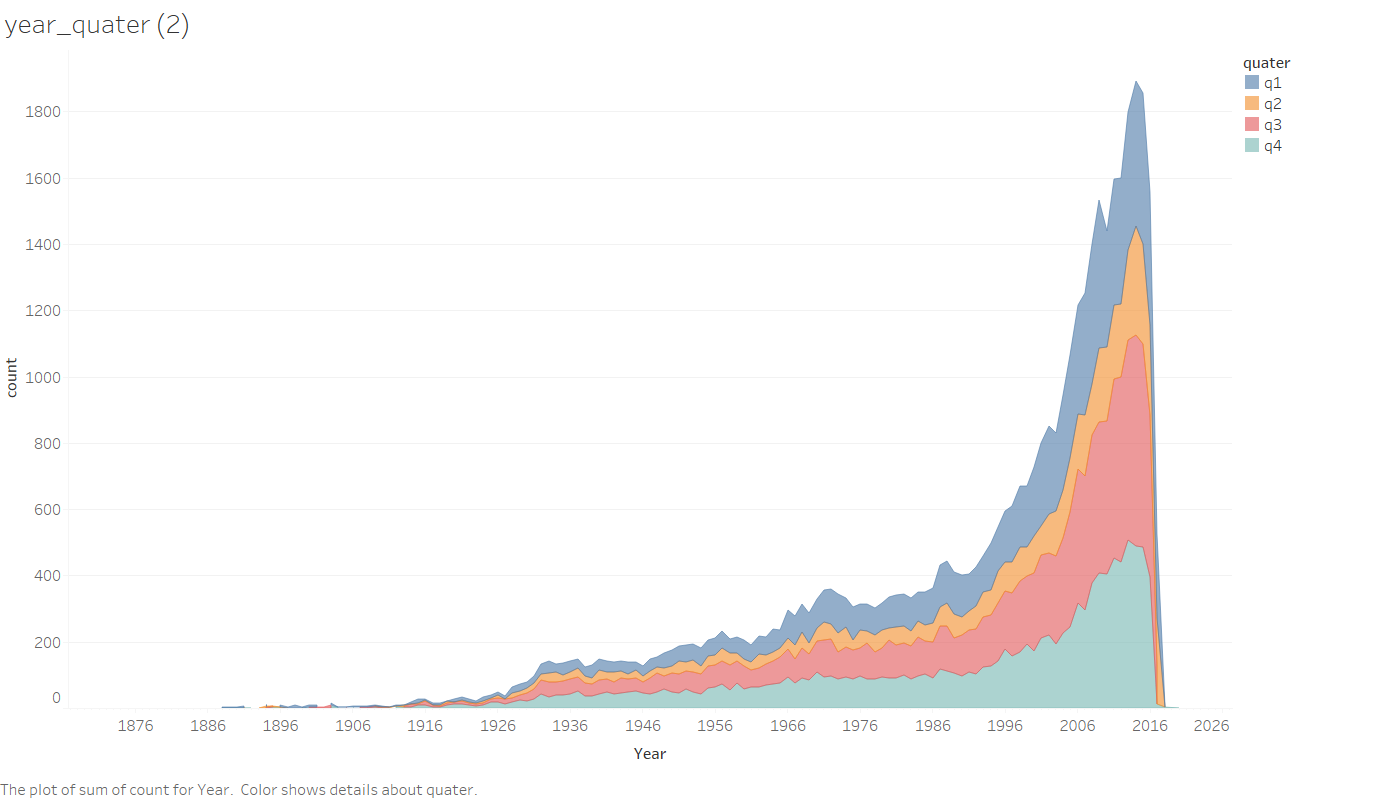 year_quater (2)
quater
q1
q2
q3
q4
1800
1600
1400
1200
1000
800
600
400
200
0
count
1876 1886 1896 1906 1916 1926 1936 1946 1956 1966 1976 1986 1996 2006 2016 2026
Year
The plot of sum of count for Year. Color shows details about quater.